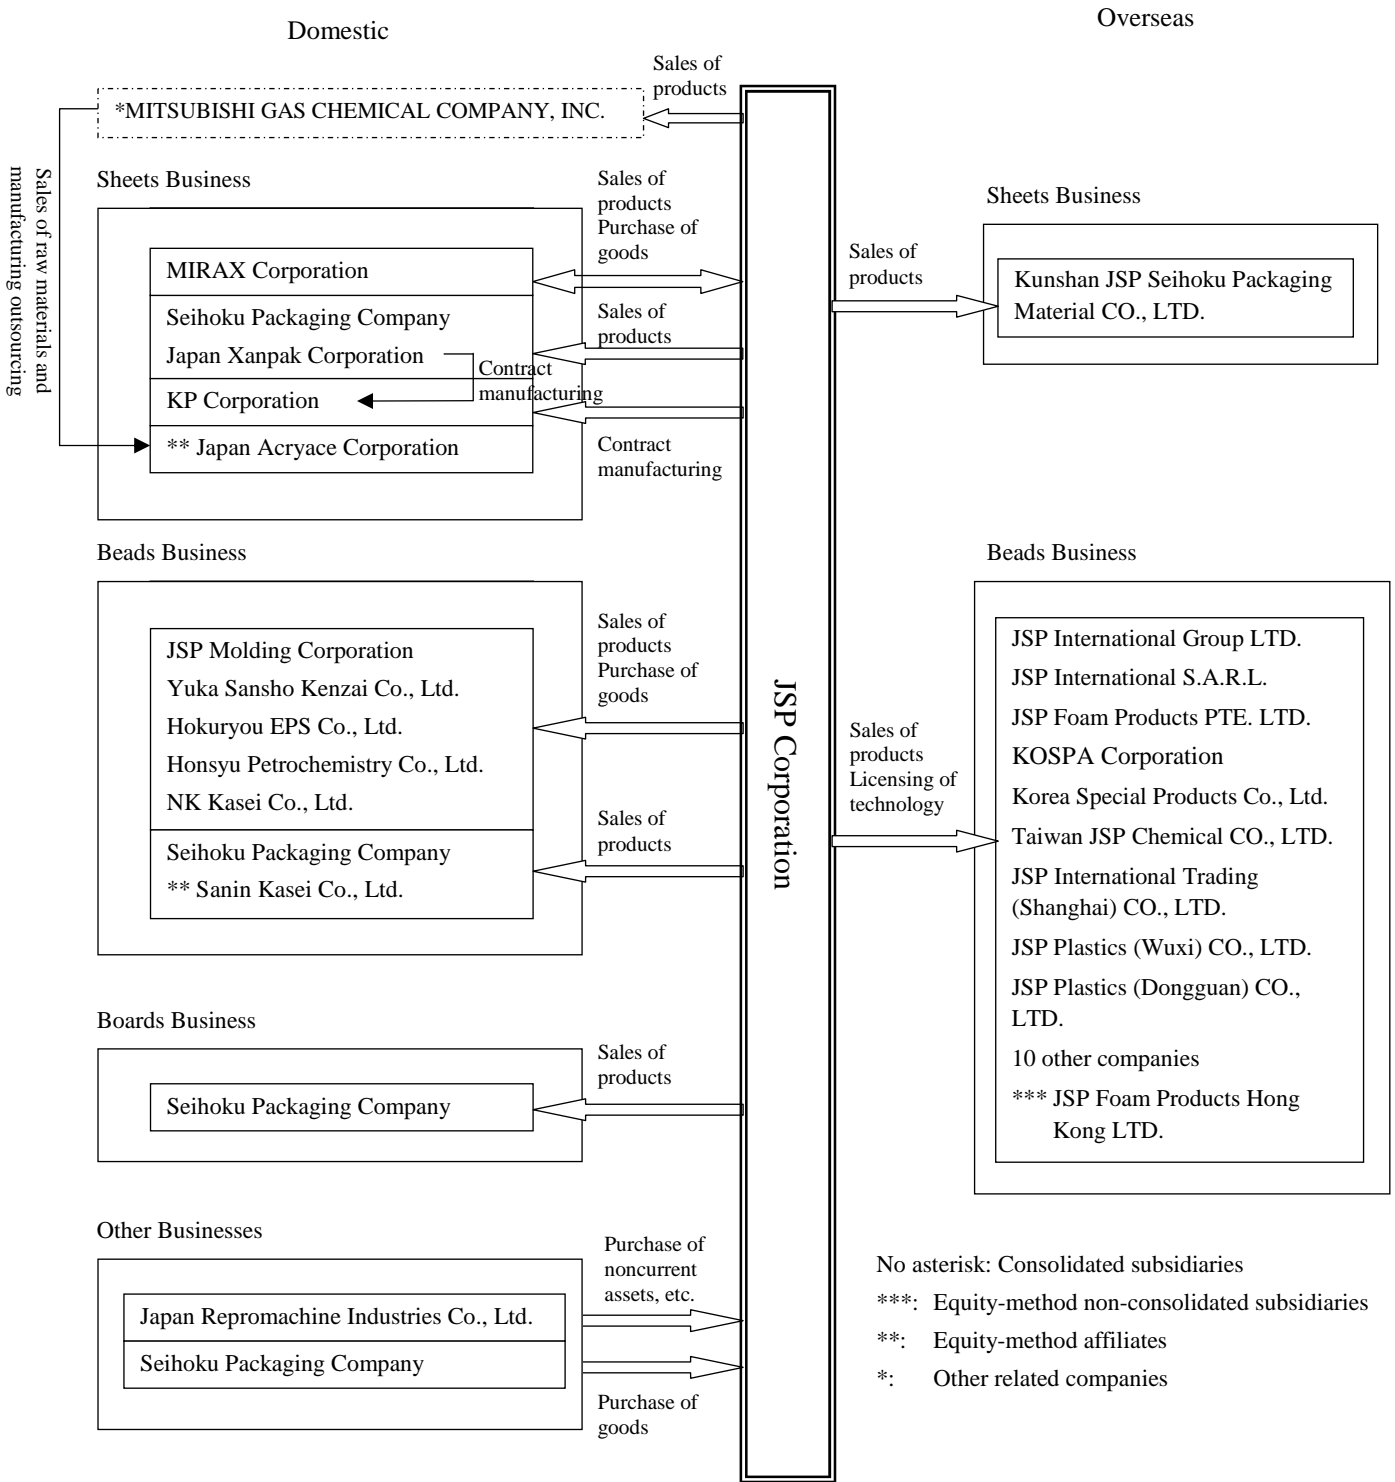 Domestic
Overseas
Sales of
products
*MITSUBISHI GAS CHEMICAL COMPANY, INC.
Sales of raw materials and
manufacturing outsourcing
Sheets Business
Sales of
products
Purchase of
goods
MIRAX Corporation
Seihoku Packaging Company
Japan Xanpak Corporation
Sales of
products
Contract
manufacturing
KP Corporation
** Japan Acryace Corporation
Contract
manufacturing
Beads Business
JSP Molding Corporation
Yuka Sansho Kenzai Co., Ltd.
Hokuryou EPS Co., Ltd.
Honsyu Petrochemistry Co., Ltd.
NK Kasei Co., Ltd.
Sales of
products
Purchase of
goods
Seihoku Packaging Company
** Sanin Kasei Co., Ltd.
Sales of
products
Boards Business
Seihoku Packaging Company
Sales of
products
Other Businesses
Japan Repromachine Industries Co., Ltd.
Seihoku Packaging Company
Purchase of
noncurrent
assets, etc.
Purchase of
goods
JSP Corporation
Sheets Business
Sales of
products
Kunshan JSP Seihoku Packaging
Material CO., LTD.
Beads Business
Sales of
products
Licensing of
technology
JSP International Group LTD.
JSP International S.A.R.L.
JSP Foam Products PTE. LTD.
KOSPA Corporation
Korea Special Products Co., Ltd.
Taiwan JSP Chemical CO., LTD.
JSP International Trading
(Shanghai) CO., LTD.
JSP Plastics (Wuxi) CO., LTD.
JSP Plastics (Dongguan) CO.,
LTD.
10 other companies
*** JSP Foam Products Hong
Kong LTD.
No asterisk: Consolidated subsidiaries
***: Equity-method non-consolidated subsidiaries
**: Equity-method affiliates
*: Other related companies